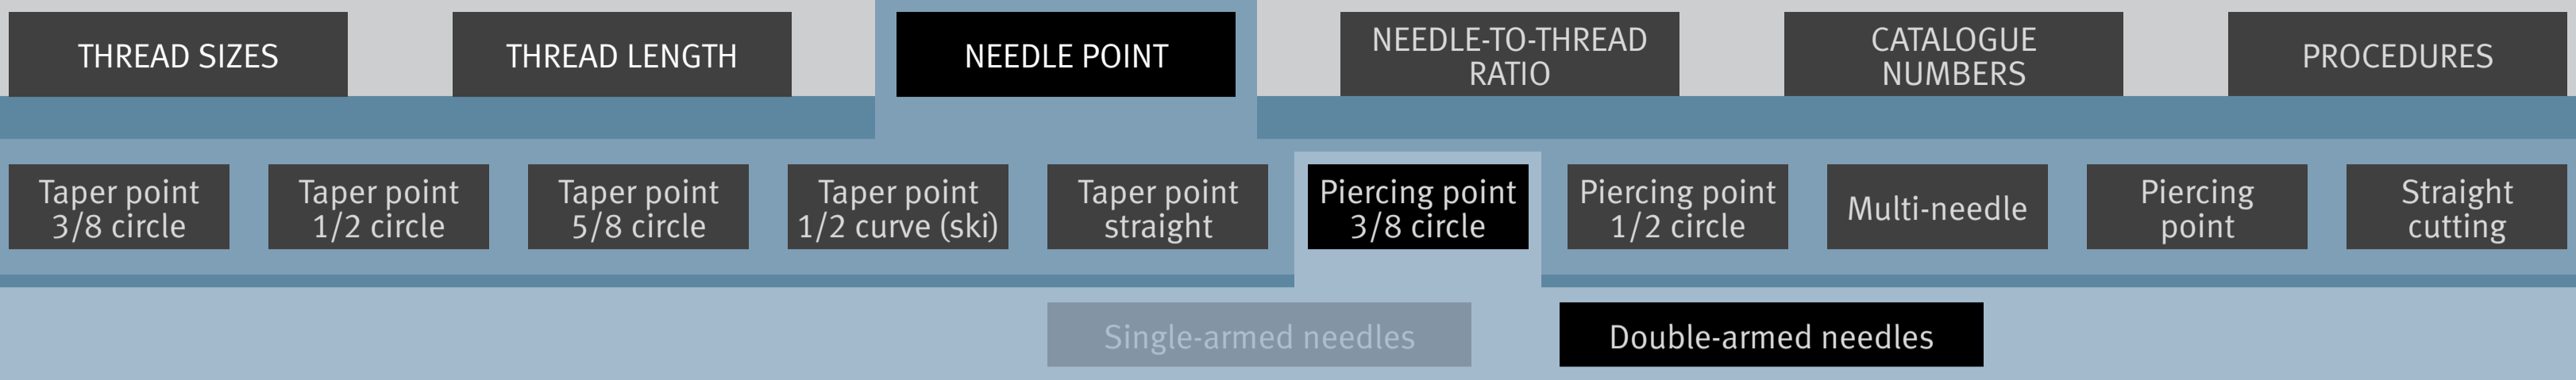 THREAD SIZES
THREAD LENGTH
NEEDLE POINT
NEEDLE-TO-THREAD
RATIO
CATALOGUE
NUMBERS
PROCEDURES
Taper point
3/8 circle
Taper point
1/2 circle
Taper point
5/8 circle
Taper point
1/2 curve (ski)
Taper point
straight
Piercing point
3/8 circle
Piercing point
1/2 circle
Multi-needle
Piercing
point
Straight
cutting
Single-armed needles
Double-armed needles